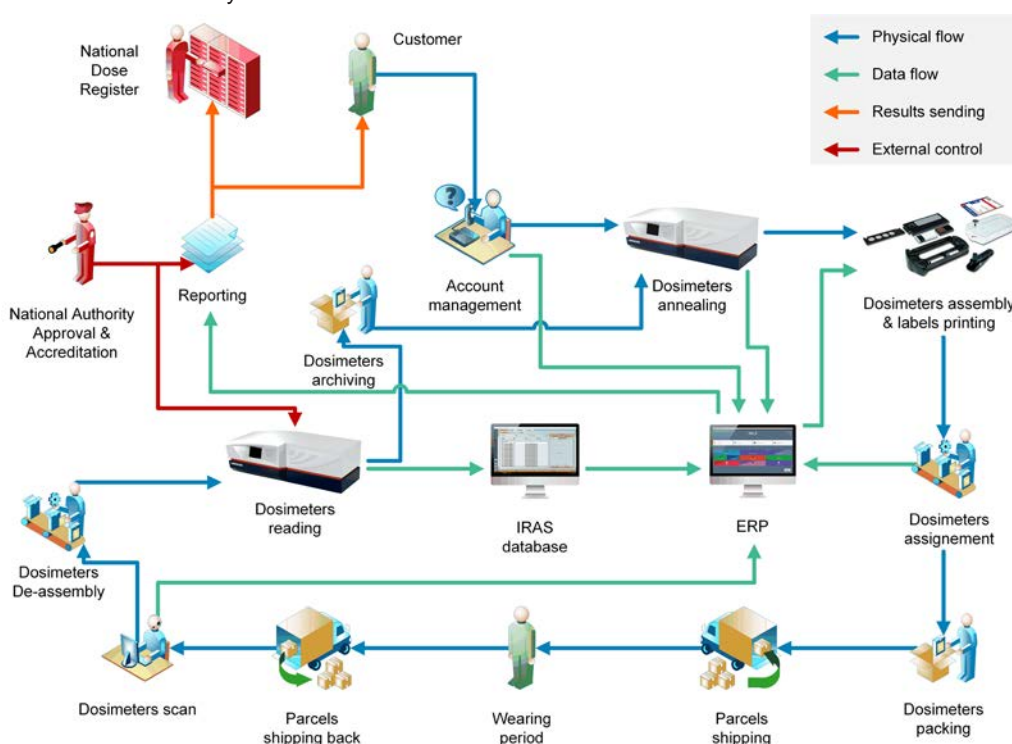 National
Dose
Register
Customer
Physical flow
Data flow
Results sending
External control
National Authority
Approval &
Accreditation
Reporting
Account
management
Dosimeters
annealing
Dosimeters assembly
& labels printing
Dosimeters
archiving
Dosimeters
reading
IRAS
database
ERP
Dosimeters
assignement
Dosimeters
De-assembly
Dosimeters scan
Parcels
shipping back
Wearing
period
Parcels
shipping
Dosimeters
packing